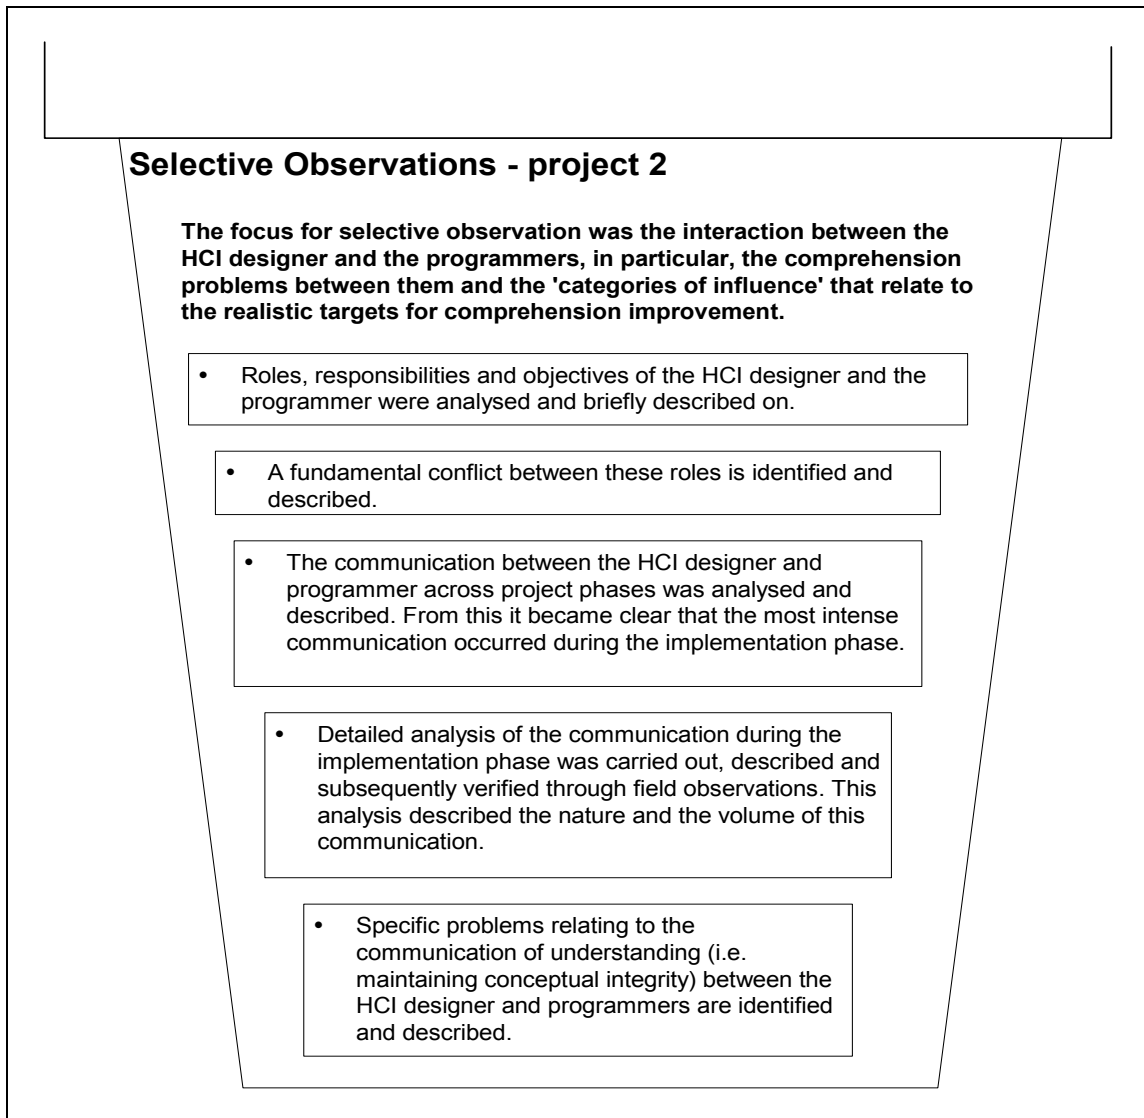 Selective Observations - project 2
The focus for selective observation was the interaction between the
HCI designer and the programmers, in particular, the comprehension
problems between them and the 'categories of influence' that relate to
the realistic targets for comprehension improvement.
• Roles, responsibilities and objectives of the HCI designer and the
programmer were analysed and briefly described on.
• A fundamental conflict between these roles is identified and
described.
• The communication between the HCI designer and
programmer across project phases was analysed and
described. From this it became clear that the most intense
communication occurred during the implementation phase.
• Detailed analysis of the communication during the
implementation phase was carried out, described and
subsequently verified through field observations. This
analysis described the nature and the volume of this
communication.
• Specific problems relating to the
communication of understanding (i.e.
maintaining conceptual integrity) between the
HCI designer and programmers are identified
and described.